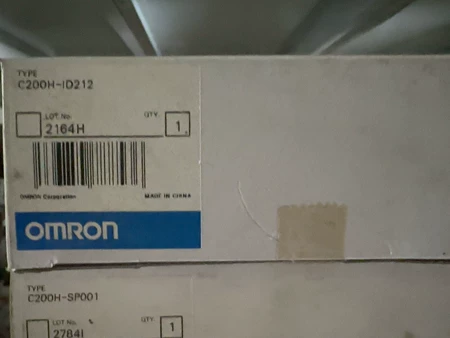 TYPE
C200H-ID212
LOT No. QTY.
2164H 1
OMRON Corporation MADE IN CHINA
OMRON
TYPE
C200H-SP001
LOT No. QTY.
2784I 1